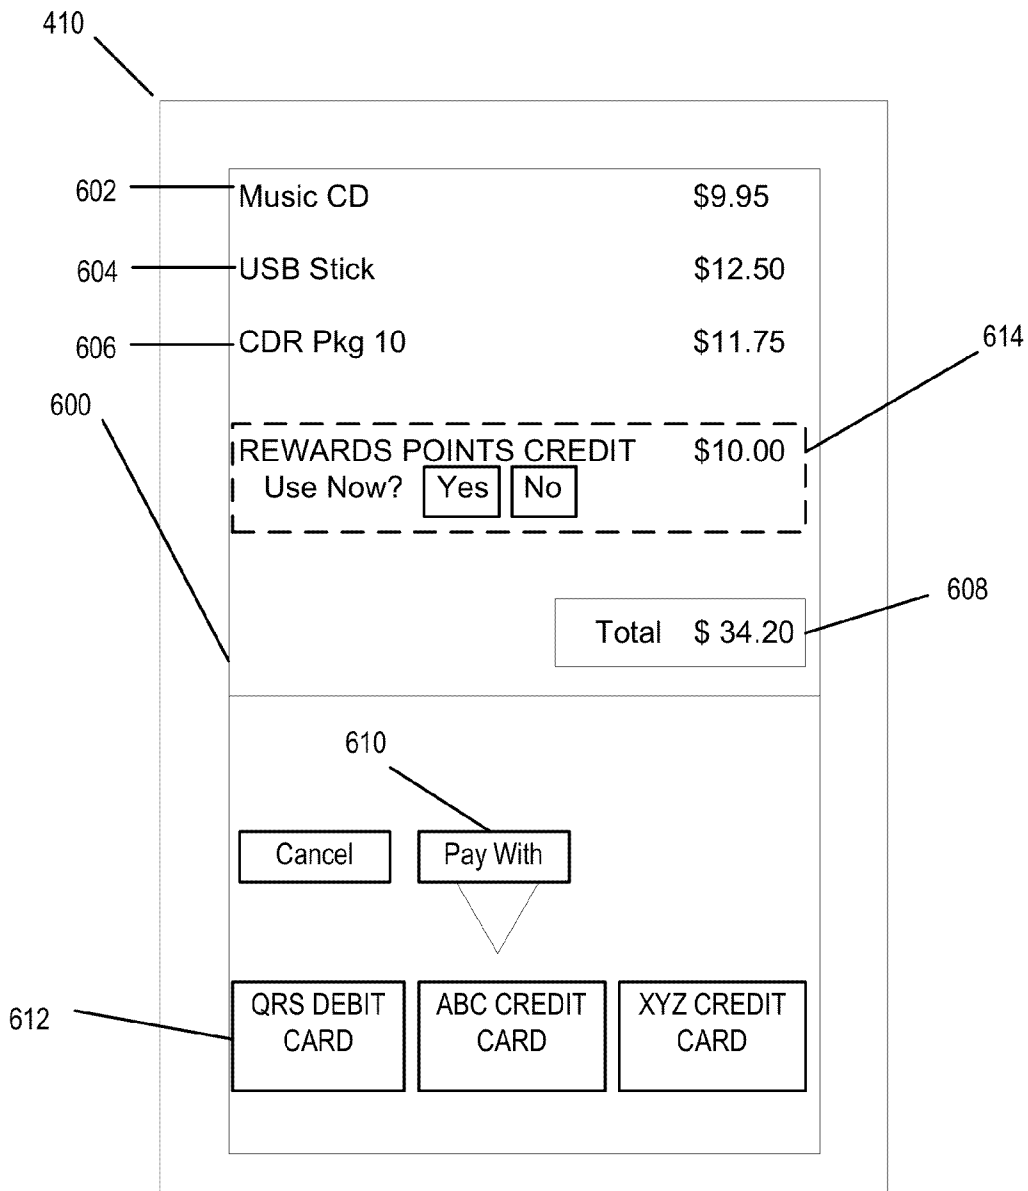 410
602 Music CD $9.95
604 USB Stick $12.50
606 CDR Pkg 10 $11.75
614
600
REWARDS POINTS CREDIT $10.00
Use Now? Yes No
608
Total $ 34.20
610
Cancel Pay With
612
QRS DEBIT CARD
ABC CREDIT CARD
XYZ CREDIT CARD